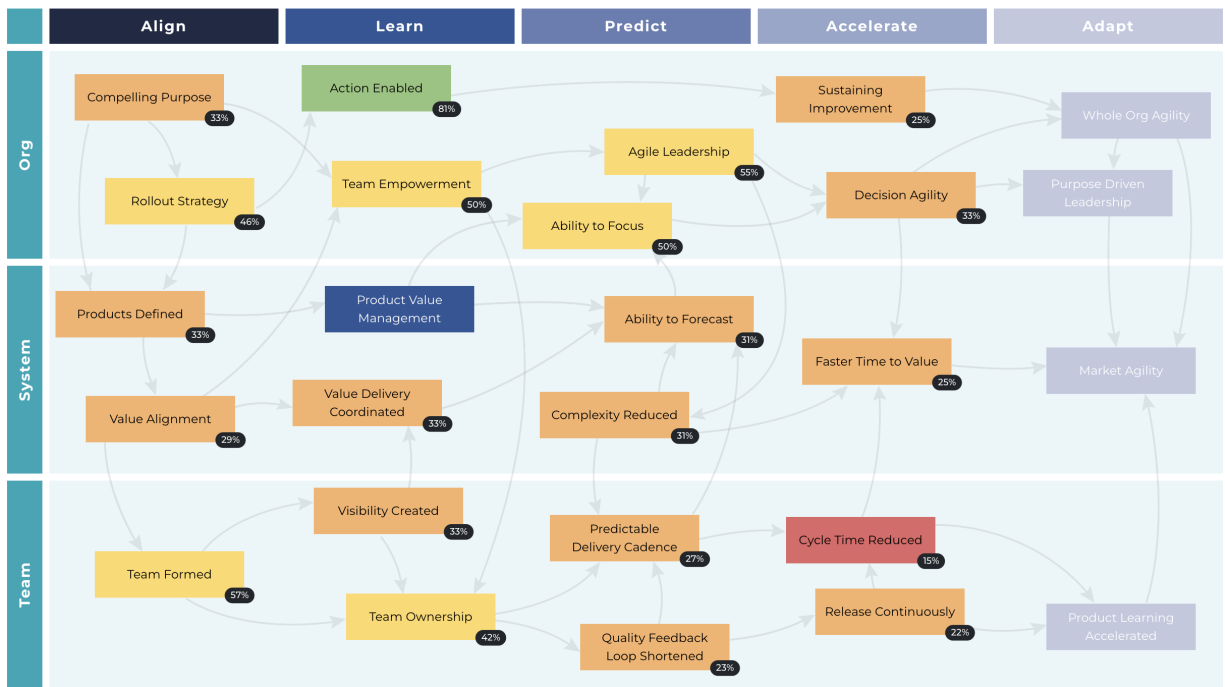 Align
Learn
Predict
Accelerate
Adapt
Org
Compelling Purpose
33%
Action Enabled
81%
Sustaining
Improvement
25%
Whole Org Agility
Rollout Strategy
46%
Team Empowerment
50%
Agile Leadership
55%
Ability to Focus
50%
Decision Agility
33%
Purpose Driven
Leadership
System
Products Defined
33%
Product Value
Management
Ability to Forecast
31%
Faster Time to Value
25%
Market Agility
Value Alignment
29%
Value Delivery
Coordinated
33%
Complexity Reduced
31%
Team
Visibility Created
33%
Predictable
Delivery Cadence
27%
Cycle Time Reduced
15%
Team Formed
57%
Team Ownership
42%
Quality Feedback
Loop Shortened
23%
Release Continuously
22%
Product Learning
Accelerated